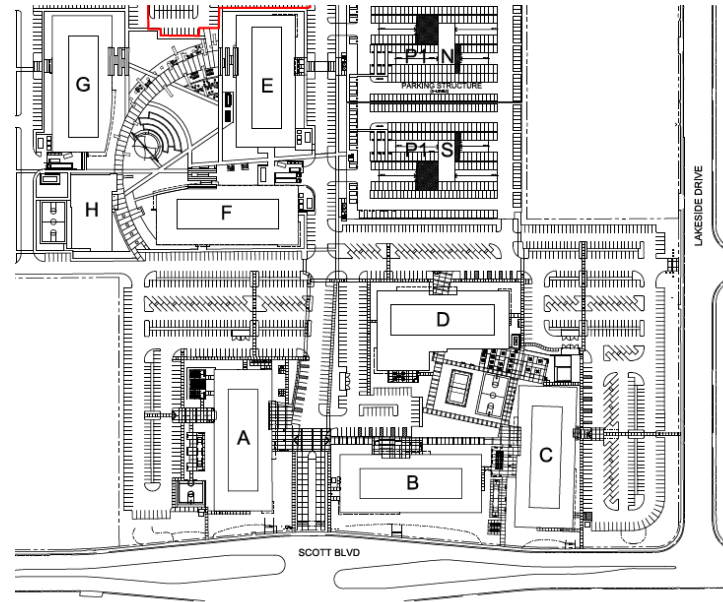 G
E
P1-N
PARKING STRUCTURE
P1-S
H
F
LAKESIDE DRIVE
D
A
C
B
SCOTT BLVD